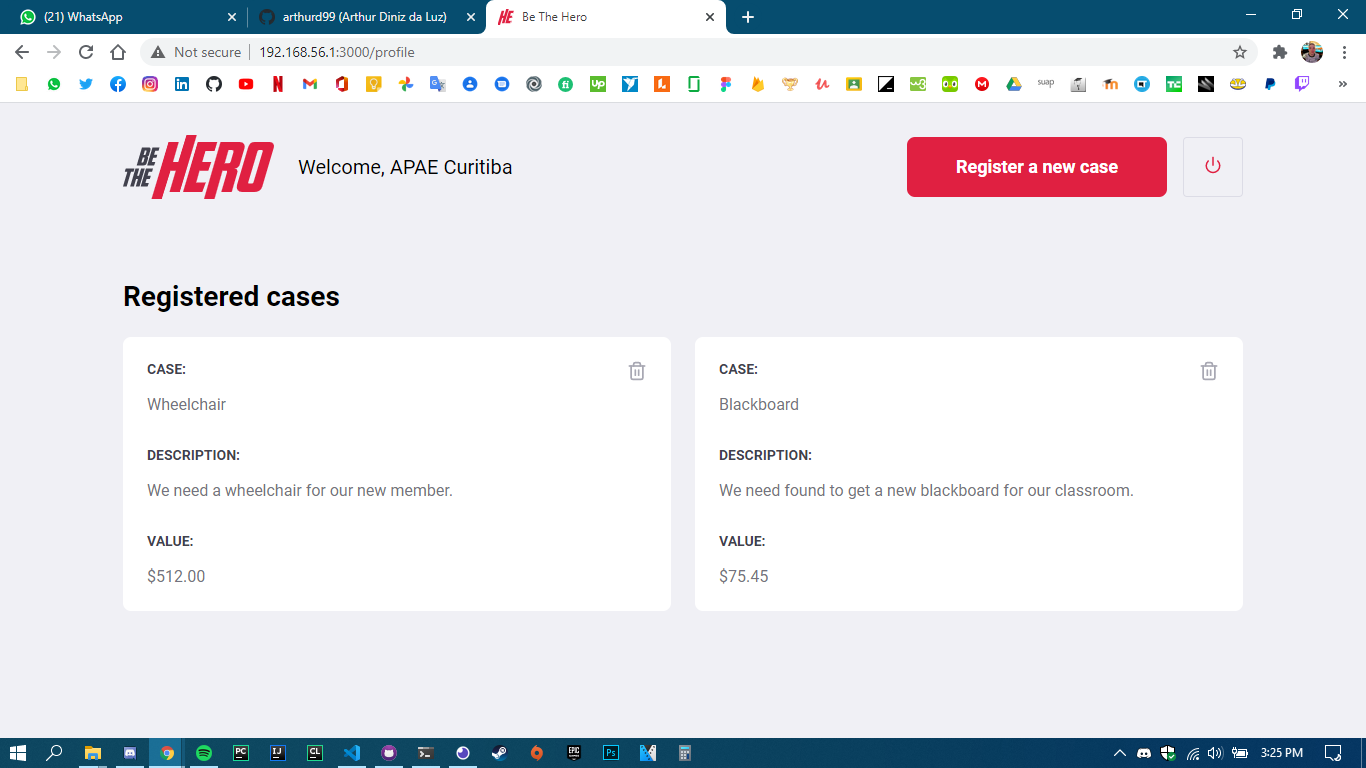 (21) WhatsApp
arthurd99 (Arthur Diniz da Luz)
Be The Hero
Not secure
192.168.56.1:3000/profile
suap
BE THE HERO
Welcome, APAE Curitiba
Register a new case
Registered cases
CASE:
Wheelchair
DESCRIPTION:
We need a wheelchair for our new member.
VALUE:
$512.00
CASE:
Blackboard
DESCRIPTION:
We need found to get a new blackboard for our classroom.
VALUE:
$75.45
3:25 PM